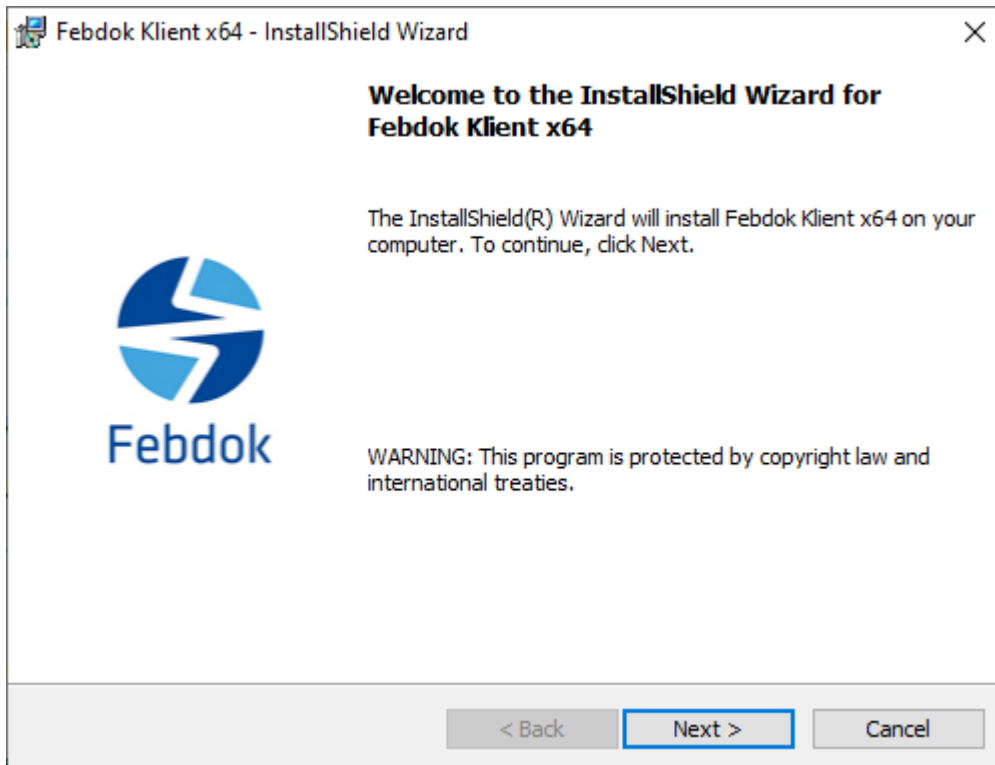 Febdok Klient x64 - InstallShield Wizard
Welcome to the InstallShield Wizard for
Febdok Klient x64
The InstallShield(R) Wizard will install Febdok Klient x64 on your
computer. To continue, click Next.
Febdok
WARNING: This program is protected by copyright law and
international treaties.
< Back
Next >
Cancel